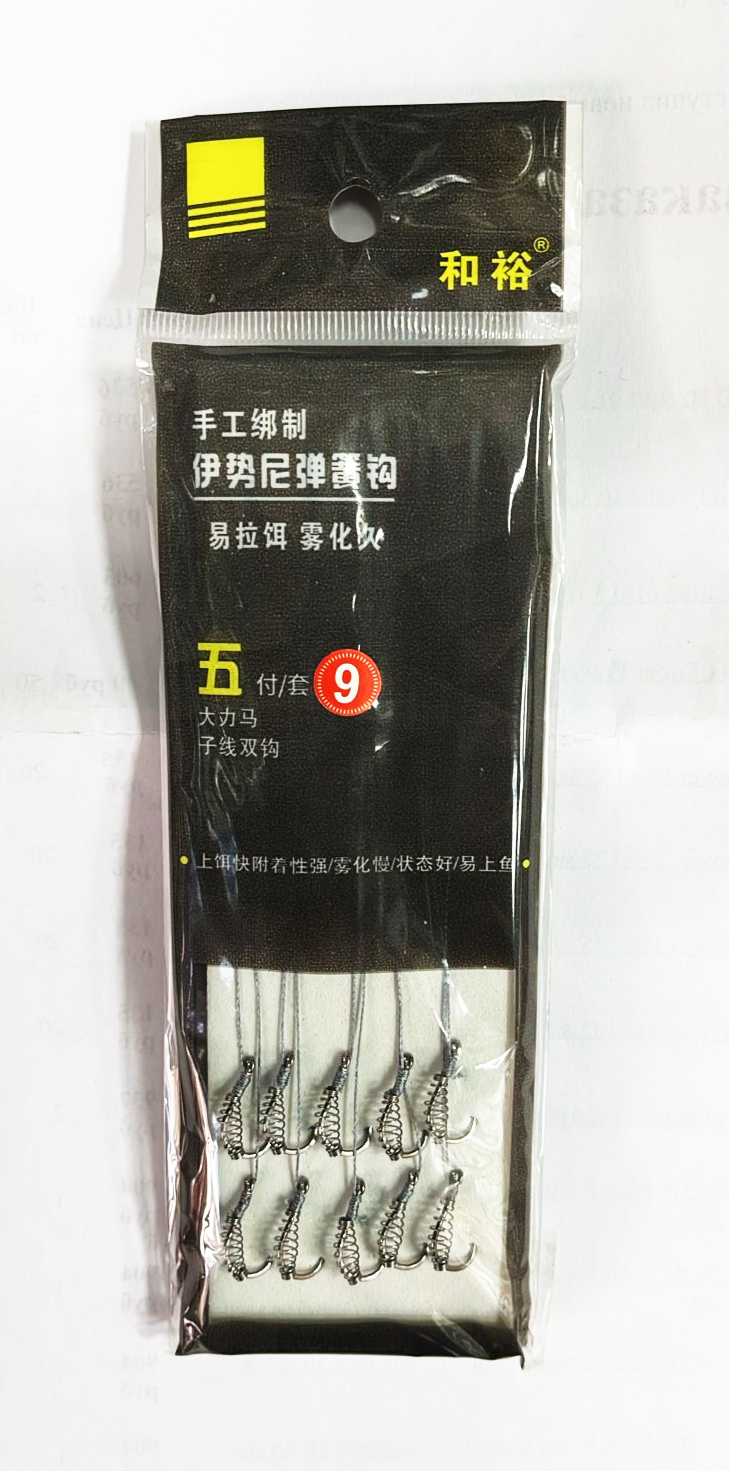 和裕®
手工绑制
伊势尼弹簧钩
易拉饵 雾化久
五 付/套 9
大力马
子线双钩
• 上饵快附着性强/雾化慢/状态好/易上鱼 •